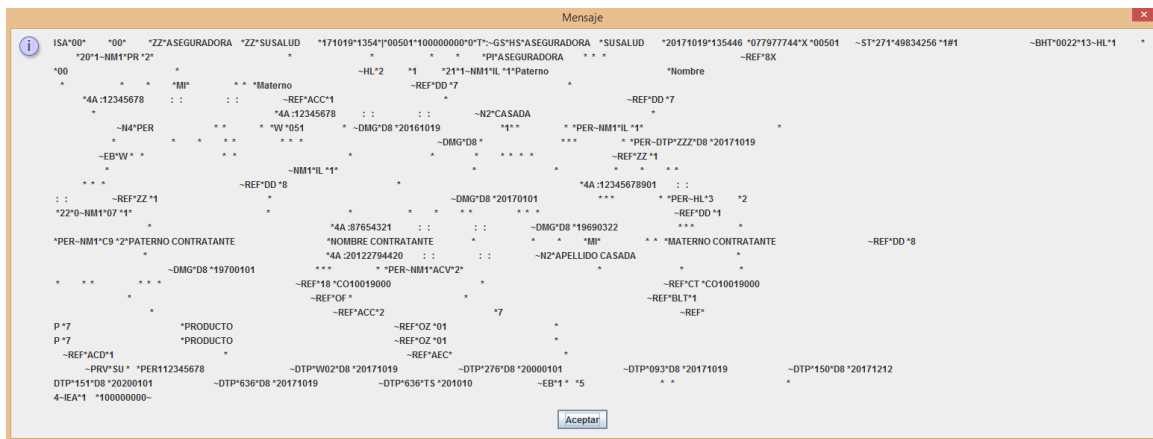 Mensaje
ISA*00* *00* *ZZ*ASEGURADORA *ZZ*SUSALUD *171019*1354*|*00501*100000000*0*T*:~GS*HS*ASEGURADORA *SUSALUD *20171019*135446 *077977744*X *00501 ~ST*271*49834256 *1#1 ~BHT*0022*13~HL*1 *
*20*1~NM1*PR *2* * * * *PI*ASEGURADORA * * * ~REF*8X
*00 * ~HL*2 *1 *21*1~NM1*IL *1*Paterno *Nombre
* * * *MI* * * *Materno ~REF*DD *7 *
*4A :12345678 : : : : ~REF*ACC*1 * ~REF*DD *7
* *4A :12345678 : : : : ~N2*CASADA *
~N4*PER * * * *W *051 * ~DMG*D8 *20161019 *1* * * *PER~NM1*IL *1* *
* * * * * * * * ~DMG*D8 * * * * * *PER~DTP*ZZZ*D8 *20171019
~EB*W * * * * * * * * * * * ~REF*ZZ *1
* ~NM1*IL *1* * * * * * *
* * * ~REF*DD *8 * *4A :12345678901 : :
: : ~REF*ZZ *1 * ~DMG*D8 *20170101 * * * * *PER~HL*3 *2
*22*0~NM1*07 *1* * * * * * * * * * ~REF*DD *1
* *4A :87654321 : : : : ~DMG*D8 *19690322 * * * *
*PER~NM1*C9 *2*PATERNO CONTRATANTE *NOMBRE CONTRATANTE * * * *MI* * * *MATERNO CONTRATANTE ~REF*DD *8
* *4A :20122794420 : : : : ~N2*APELLIDO CASADA *
~DMG*D8 *19700101 * * * * *PER~NM1*ACV*2* * * *
* * * * * * ~REF*18 *CO10019000 * ~REF*CT *CO10019000
* ~REF*OF * * ~REF*BLT*1
* ~REF*ACC*2 *7 ~REF*
P *7 *PRODUCTO ~REF*OZ *01 *
P *7 *PRODUCTO ~REF*OZ *01 *
~REF*ACD*1 * ~REF*AEC* *
~PRV*SU * *PER112345678 ~DTP*W02*D8 *20171019 ~DTP*276*D8 *20000101 ~DTP*093*D8 *20171019 ~DTP*150*D8 *20171212
DTP*151*D8 *20200101 ~DTP*636*D8 *20171019 ~DTP*636*TS *201010 ~EB*1 * *5 * * *
4~IEA*1 *100000000~
Aceptar